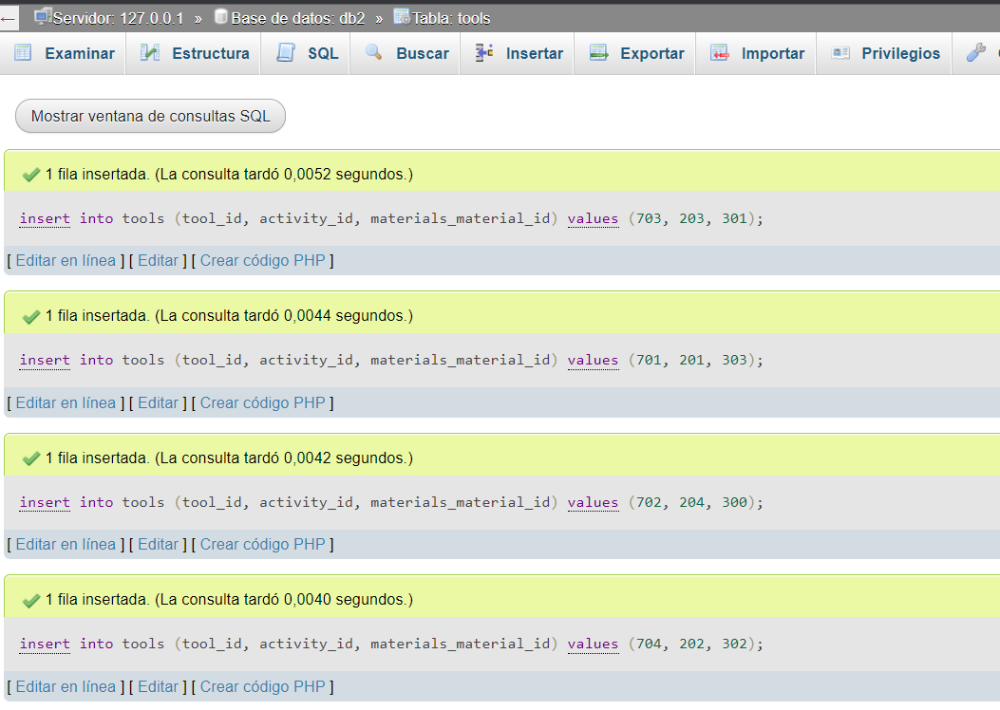 ← Servidor: 127.0.0.1 » Base de datos: db2 » Tabla: tools
Examinar Estructura SQL Buscar Insertar Exportar Importar Privilegios
Mostrar ventana de consultas SQL
1 fila insertada. (La consulta tardó 0,0052 segundos.)
insert into tools (tool_id, activity_id, materials_material_id) values (703, 203, 301);
[ Editar en línea ] [ Editar ] [ Crear código PHP ]
1 fila insertada. (La consulta tardó 0,0044 segundos.)
insert into tools (tool_id, activity_id, materials_material_id) values (701, 201, 303);
[ Editar en línea ] [ Editar ] [ Crear código PHP ]
1 fila insertada. (La consulta tardó 0,0042 segundos.)
insert into tools (tool_id, activity_id, materials_material_id) values (702, 204, 300);
[ Editar en línea ] [ Editar ] [ Crear código PHP ]
1 fila insertada. (La consulta tardó 0,0040 segundos.)
insert into tools (tool_id, activity_id, materials_material_id) values (704, 202, 302);
[ Editar en línea ] [ Editar ] [ Crear código PHP ]